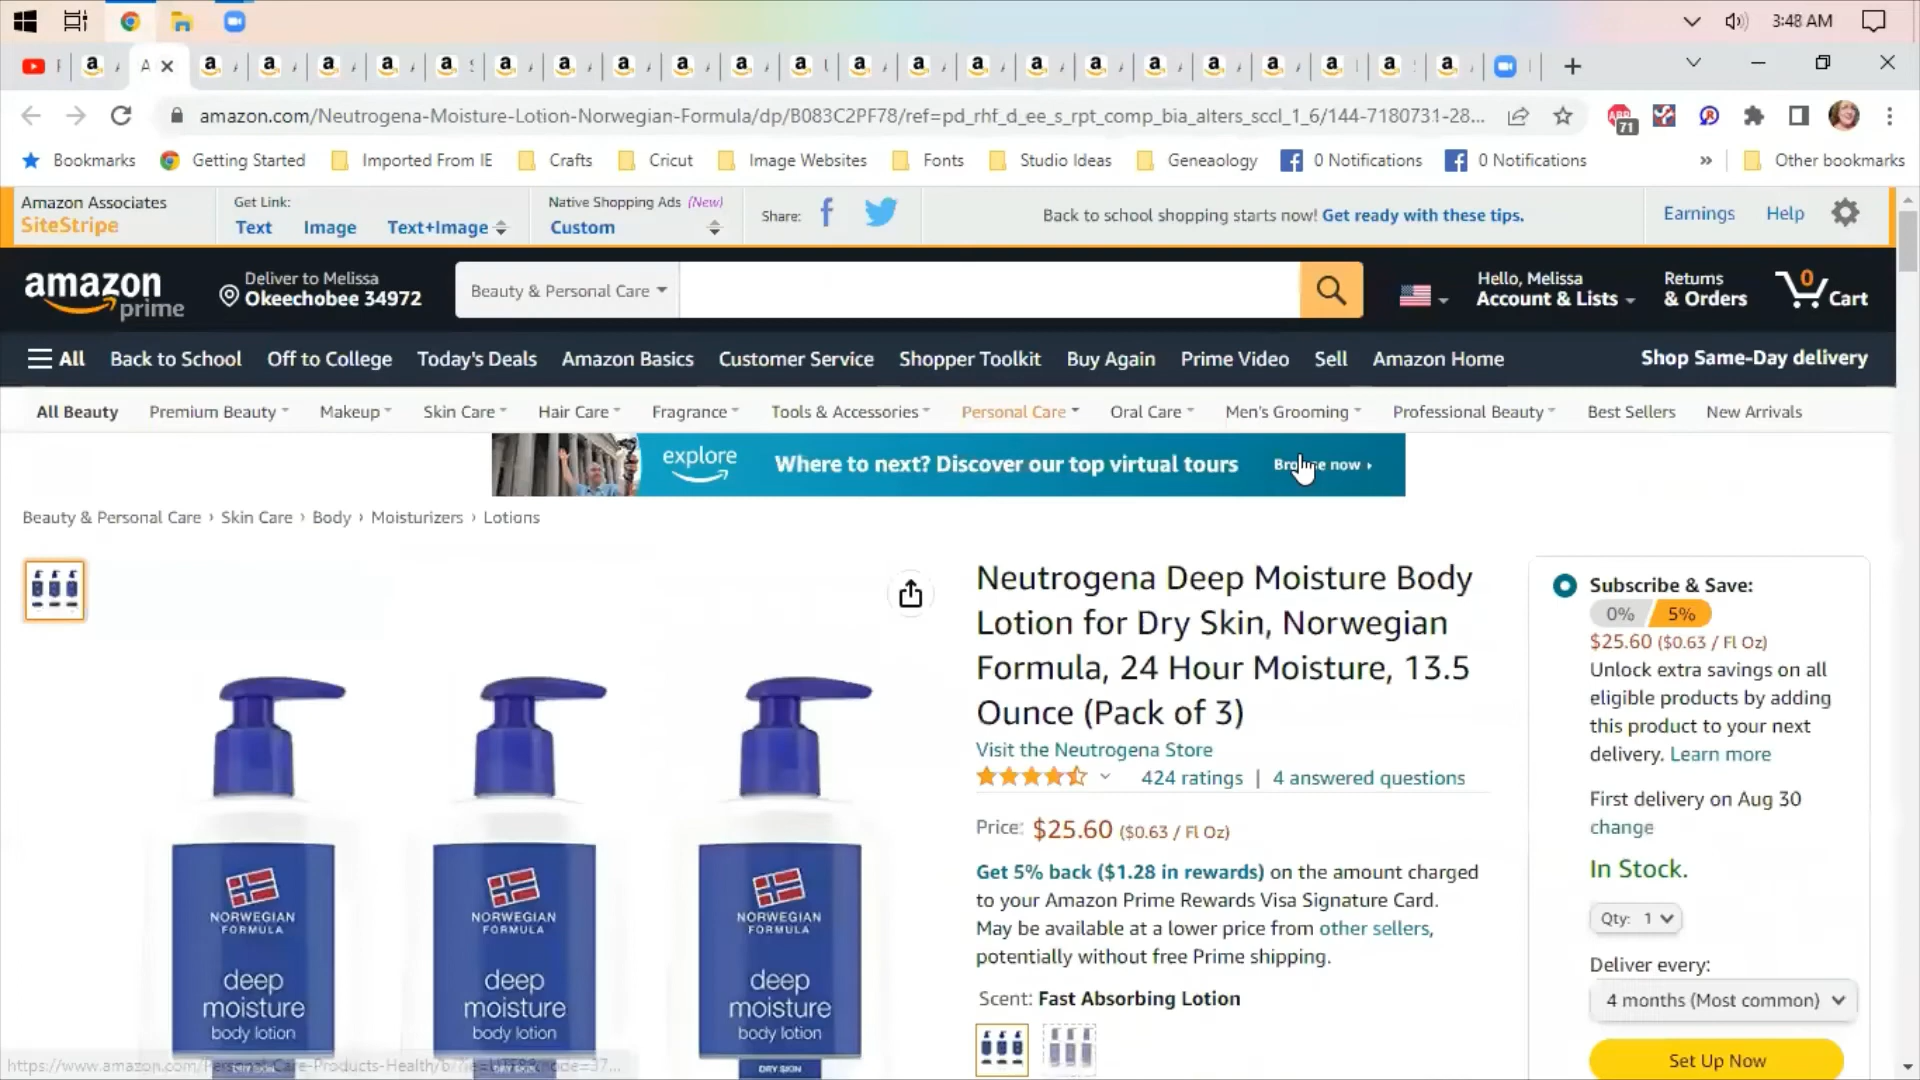 3:48 AM
amazon.com/Neutrogena-Moisture-Lotion-Norwegian-Formula/dp/B083C2PF78/ref=pd_rhf_d_ee_s_rpt_comp_bia_alters_sccl_1_6/144-7180731-28...
71
Bookmarks
Getting Started
Imported From IE
Crafts
Cricut
Image Websites
Fonts
Studio Ideas
Geneaology
0 Notifications
0 Notifications
»
Other bookmarks
Amazon Associates
SiteStripe
Get Link:
Text Image Text+Image
Native Shopping Ads (New)
Custom
Share:
Back to school shopping starts now! Get ready with these tips.
Earnings
Help
amazon
prime
Deliver to Melissa
Okeechobee 34972
Beauty & Personal Care
Hello, Melissa
Account & Lists
Returns
& Orders
0
Cart
All
Back to School
Off to College
Today's Deals
Amazon Basics
Customer Service
Shopper Toolkit
Buy Again
Prime Video
Sell
Amazon Home
Shop Same-Day delivery
All Beauty
Premium Beauty
Makeup
Skin Care
Hair Care
Fragrance
Tools & Accessories
Personal Care
Oral Care
Men's Grooming
Professional Beauty
Best Sellers
New Arrivals
explore
Where to next? Discover our top virtual tours
Browse now
Beauty & Personal Care › Skin Care › Body › Moisturizers › Lotions
Neutrogena Deep Moisture Body
Lotion for Dry Skin, Norwegian
Formula, 24 Hour Moisture, 13.5
Ounce (Pack of 3)
Visit the Neutrogena Store
424 ratings | 4 answered questions
Price: $25.60 ($0.63 / Fl Oz)
Get 5% back ($1.28 in rewards) on the amount charged
to your Amazon Prime Rewards Visa Signature Card.
May be available at a lower price from other sellers,
potentially without free Prime shipping.
Scent: Fast Absorbing Lotion
Subscribe & Save:
0% 5%
$25.60 ($0.63 / Fl Oz)
Unlock extra savings on all
eligible products by adding
this product to your next
delivery. Learn more
First delivery on Aug 30
change
In Stock.
Qty: 1
Deliver every:
4 months (Most common)
Set Up Now
NORWEGIAN
FORMULA
deep
moisture
body lotion
NORWEGIAN
FORMULA
deep
moisture
body lotion
NORWEGIAN
FORMULA
deep
moisture
body lotion
DRY SKIN